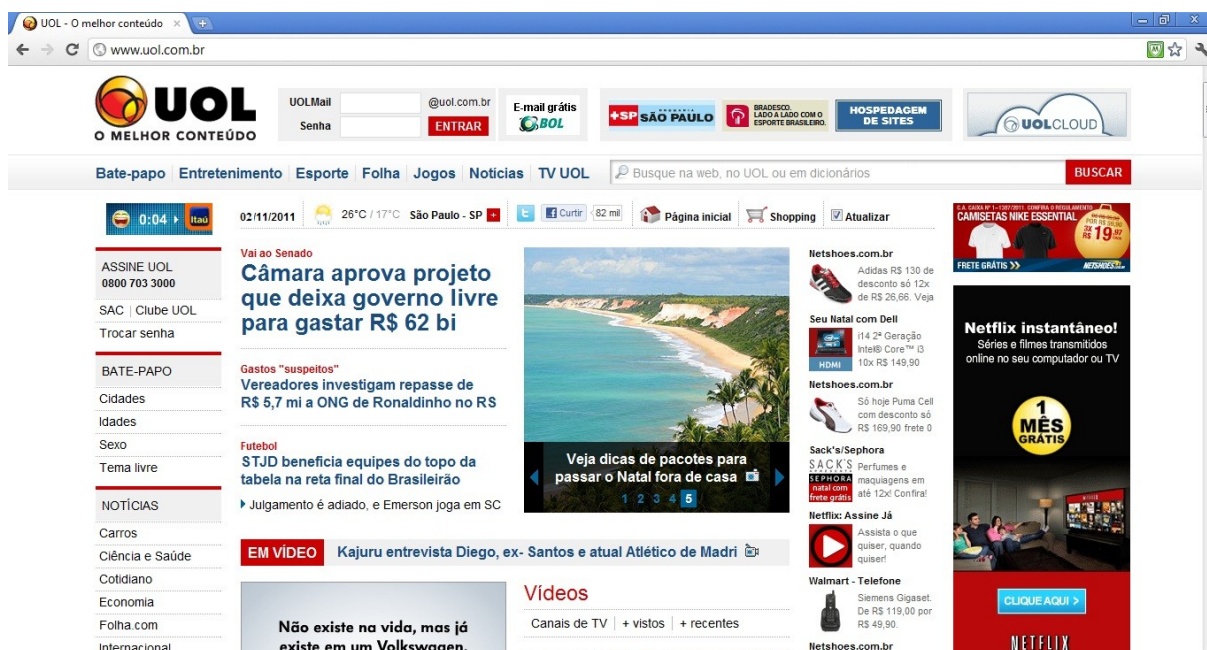 UOL - O melhor conteúdo
www.uol.com.br
UOL
O MELHOR CONTEÚDO
UOLMail
@uol.com.br
Senha
ENTRAR
E-mail grátis
BOL
+SP SÃO PAULO
BRADESCO.
LADO A LADO COM O
ESPORTE BRASILEIRO.
HOSPEDAGEM
DE SITES
UOLCLOUD
Bate-papo Entretenimento Esporte Folha Jogos Notícias TV UOL
Busque na web, no UOL ou em dicionários
BUSCAR
0:04
Itaú
02/11/2011
26°C / 17°C São Paulo - SP +
Curtir
82 mil
Página inicial
Shopping
Atualizar
ASSINE UOL
0800 703 3000
SAC | Clube UOL
Trocar senha
BATE-PAPO
Cidades
Idades
Sexo
Tema livre
NOTÍCIAS
Carros
Ciência e Saúde
Cotidiano
Economia
Folha.com
Internacional
Vai ao Senado
Câmara aprova projeto
que deixa governo livre
para gastar R$ 62 bi
Gastos "suspeitos"
Vereadores investigam repasse de
R$ 5,7 mi a ONG de Ronaldinho no RS
Futebol
STJD beneficia equipes do topo da
tabela na reta final do Brasileirão
Julgamento é adiado, e Emerson joga em SC
Veja dicas de pacotes para
passar o Natal fora de casa
1 2 3 4 5
EM VÍDEO
Kajuru entrevista Diego, ex- Santos e atual Atlético de Madri
Não existe na vida, mas já
existe em um Volkswagen.
Vídeos
Canais de TV | + vistos | + recentes
Netshoes.com.br
Adidas R$ 130 de
desconto só 12x
de R$ 26,66. Veja
Seu Natal com Dell
HDMI
i14 2ª Geração
Intel® Core™ i3
10x R$ 149,90
Netshoes.com.br
Só hoje Puma Cell
com desconto só
R$ 169,90 frete 0
Sack's/Sephora
SACK'S
SEPHORA
natal com
frete grátis
Perfumes e
maquiagens em
até 12x! Confira!
Netflix: Assine Já
Assista o que
quiser, quando
quiser!
Walmart - Telefone
Siemens Gigaset.
De R$ 119,00 por
R$ 49,90.
Netshoes.com.br
CAMISETAS NIKE ESSENTIAL
3X
R$ 19,97
FRETE GRÁTIS
NETSHOES
Netflix instantâneo!
Séries e filmes transmitidos
online no seu computador ou TV
1
MÊS
GRÁTIS
CLIQUE AQUI >
NETFLIX